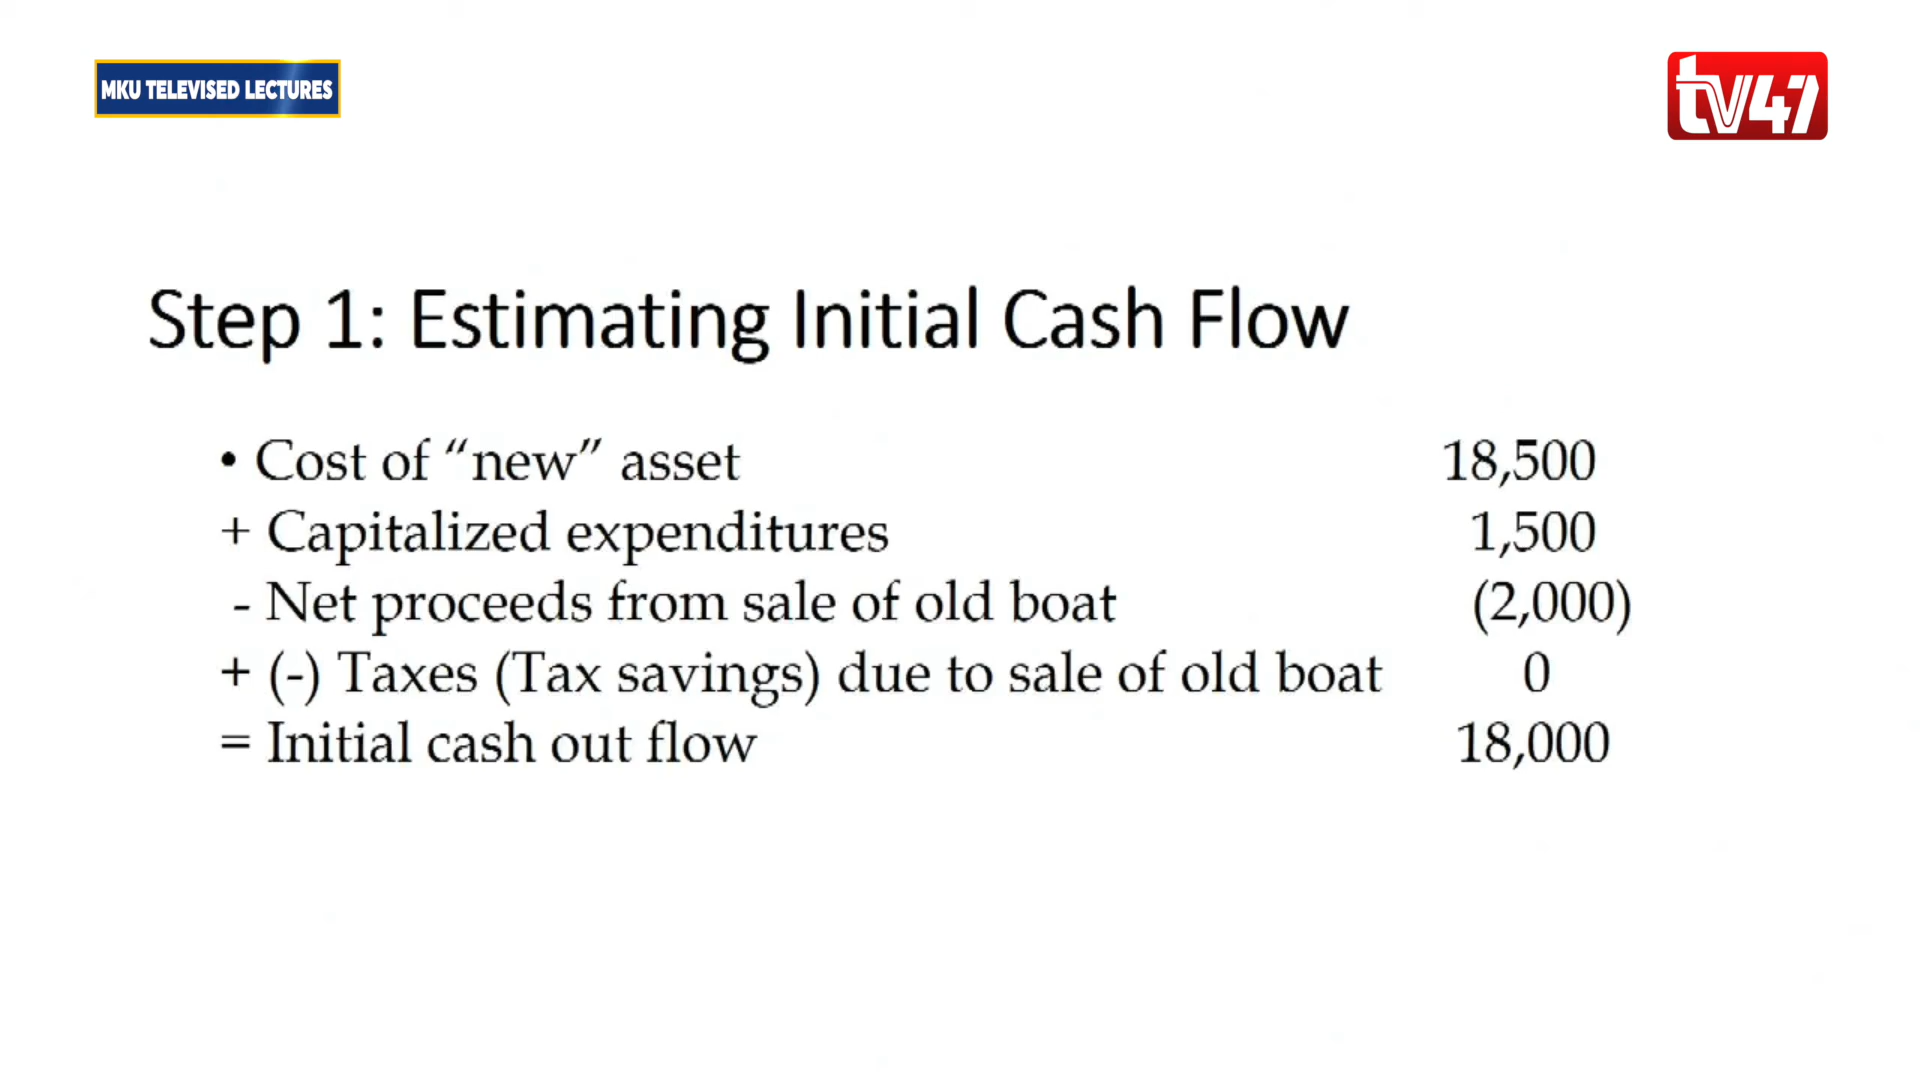 MKU TELEVISED LECTURES
tv47
Step 1: Estimating Initial Cash Flow
• Cost of “new” asset 18,500
+ Capitalized expenditures 1,500
- Net proceeds from sale of old boat (2,000)
+ (-) Taxes (Tax savings) due to sale of old boat 0
= Initial cash out flow 18,000